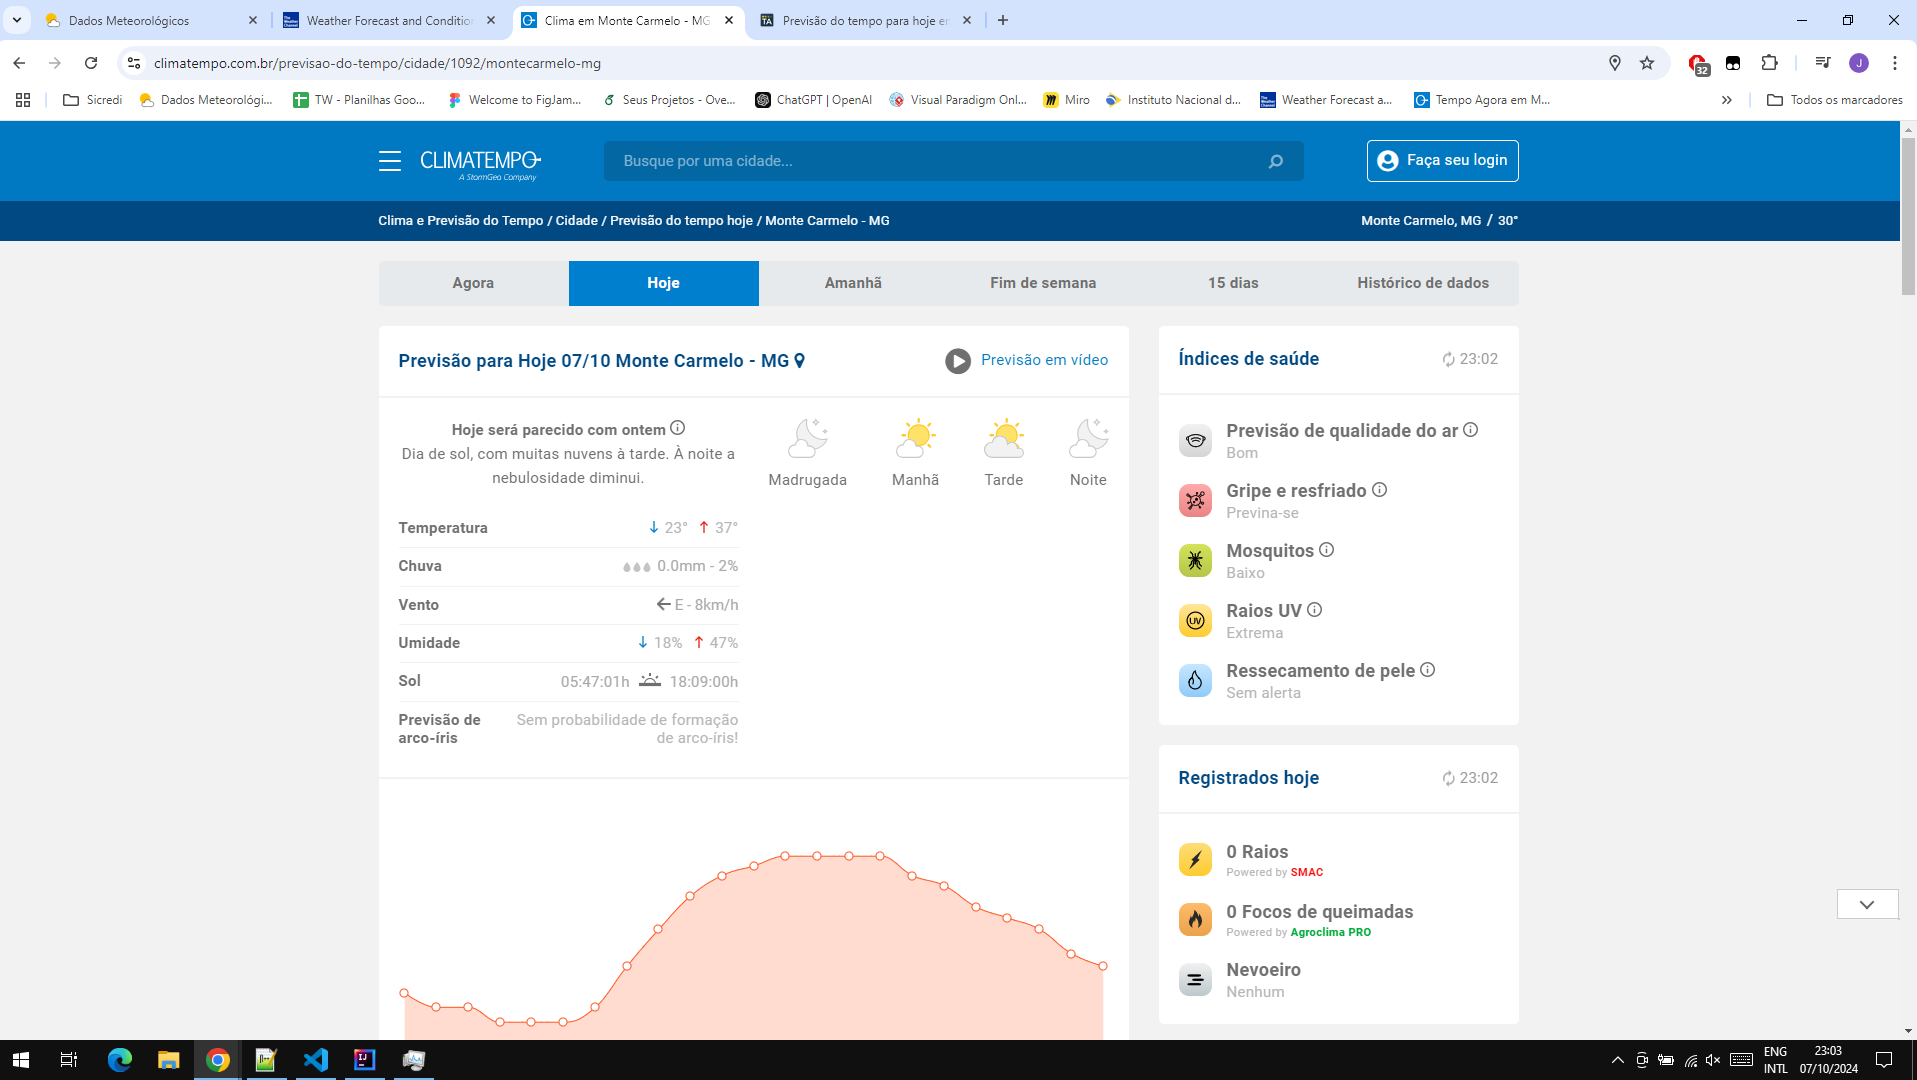 Dados Meteorológicos
Weather Forecast and Conditio
Clima em Monte Carmelo - MG
Previsão do tempo para hoje e
climatempo.com.br/previsao-do-tempo/cidade/1092/montecarmelo-mg
32
J
Sicredi
Dados Meteorológi...
TW - Planilhas Goo...
Welcome to FigJam...
Seus Projetos - Ove...
ChatGPT | OpenAI
Visual Paradigm Onl...
Miro
Instituto Nacional d...
Weather Forecast a...
Tempo Agora em M...
Todos os marcadores
CLIMATEMPO
A StormGeo Company
Busque por uma cidade...
Faça seu login
Clima e Previsão do Tempo / Cidade / Previsão do tempo hoje / Monte Carmelo - MG
Monte Carmelo, MG / 30°
Agora
Hoje
Amanhã
Fim de semana
15 dias
Histórico de dados
Previsão para Hoje 07/10 Monte Carmelo - MG
Previsão em vídeo
Hoje será parecido com ontem
Dia de sol, com muitas nuvens à tarde. À noite a
nebulosidade diminui.
Madrugada
Manhã
Tarde
Noite
Temperatura
23° 37°
Chuva
0.0mm - 2%
Vento
E - 8km/h
Umidade
18% 47%
Sol
05:47:01h 18:09:00h
Previsão de
arco-íris
Sem probabilidade de formação
de arco-íris!
Índices de saúde
23:02
Previsão de qualidade do ar
Bom
Gripe e resfriado
Previna-se
Mosquitos
Baixo
UV
Raios UV
Extrema
Ressecamento de pele
Sem alerta
Registrados hoje
23:02
0 Raios
Powered by SMAC
0 Focos de queimadas
Powered by Agroclima PRO
Nevoeiro
Nenhum
ENG
INTL
23:03
07/10/2024